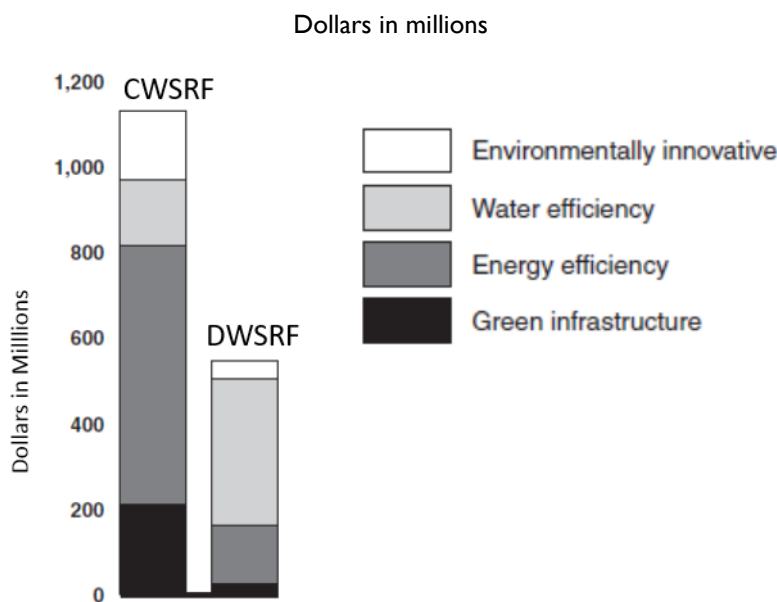 Dollars in millions
1,200
1,000
800
600
400
200
0
Dollars in Milllions
CWSRF
DWSRF
Environmentally innovative
Water efficiency
Energy efficiency
Green infrastructure